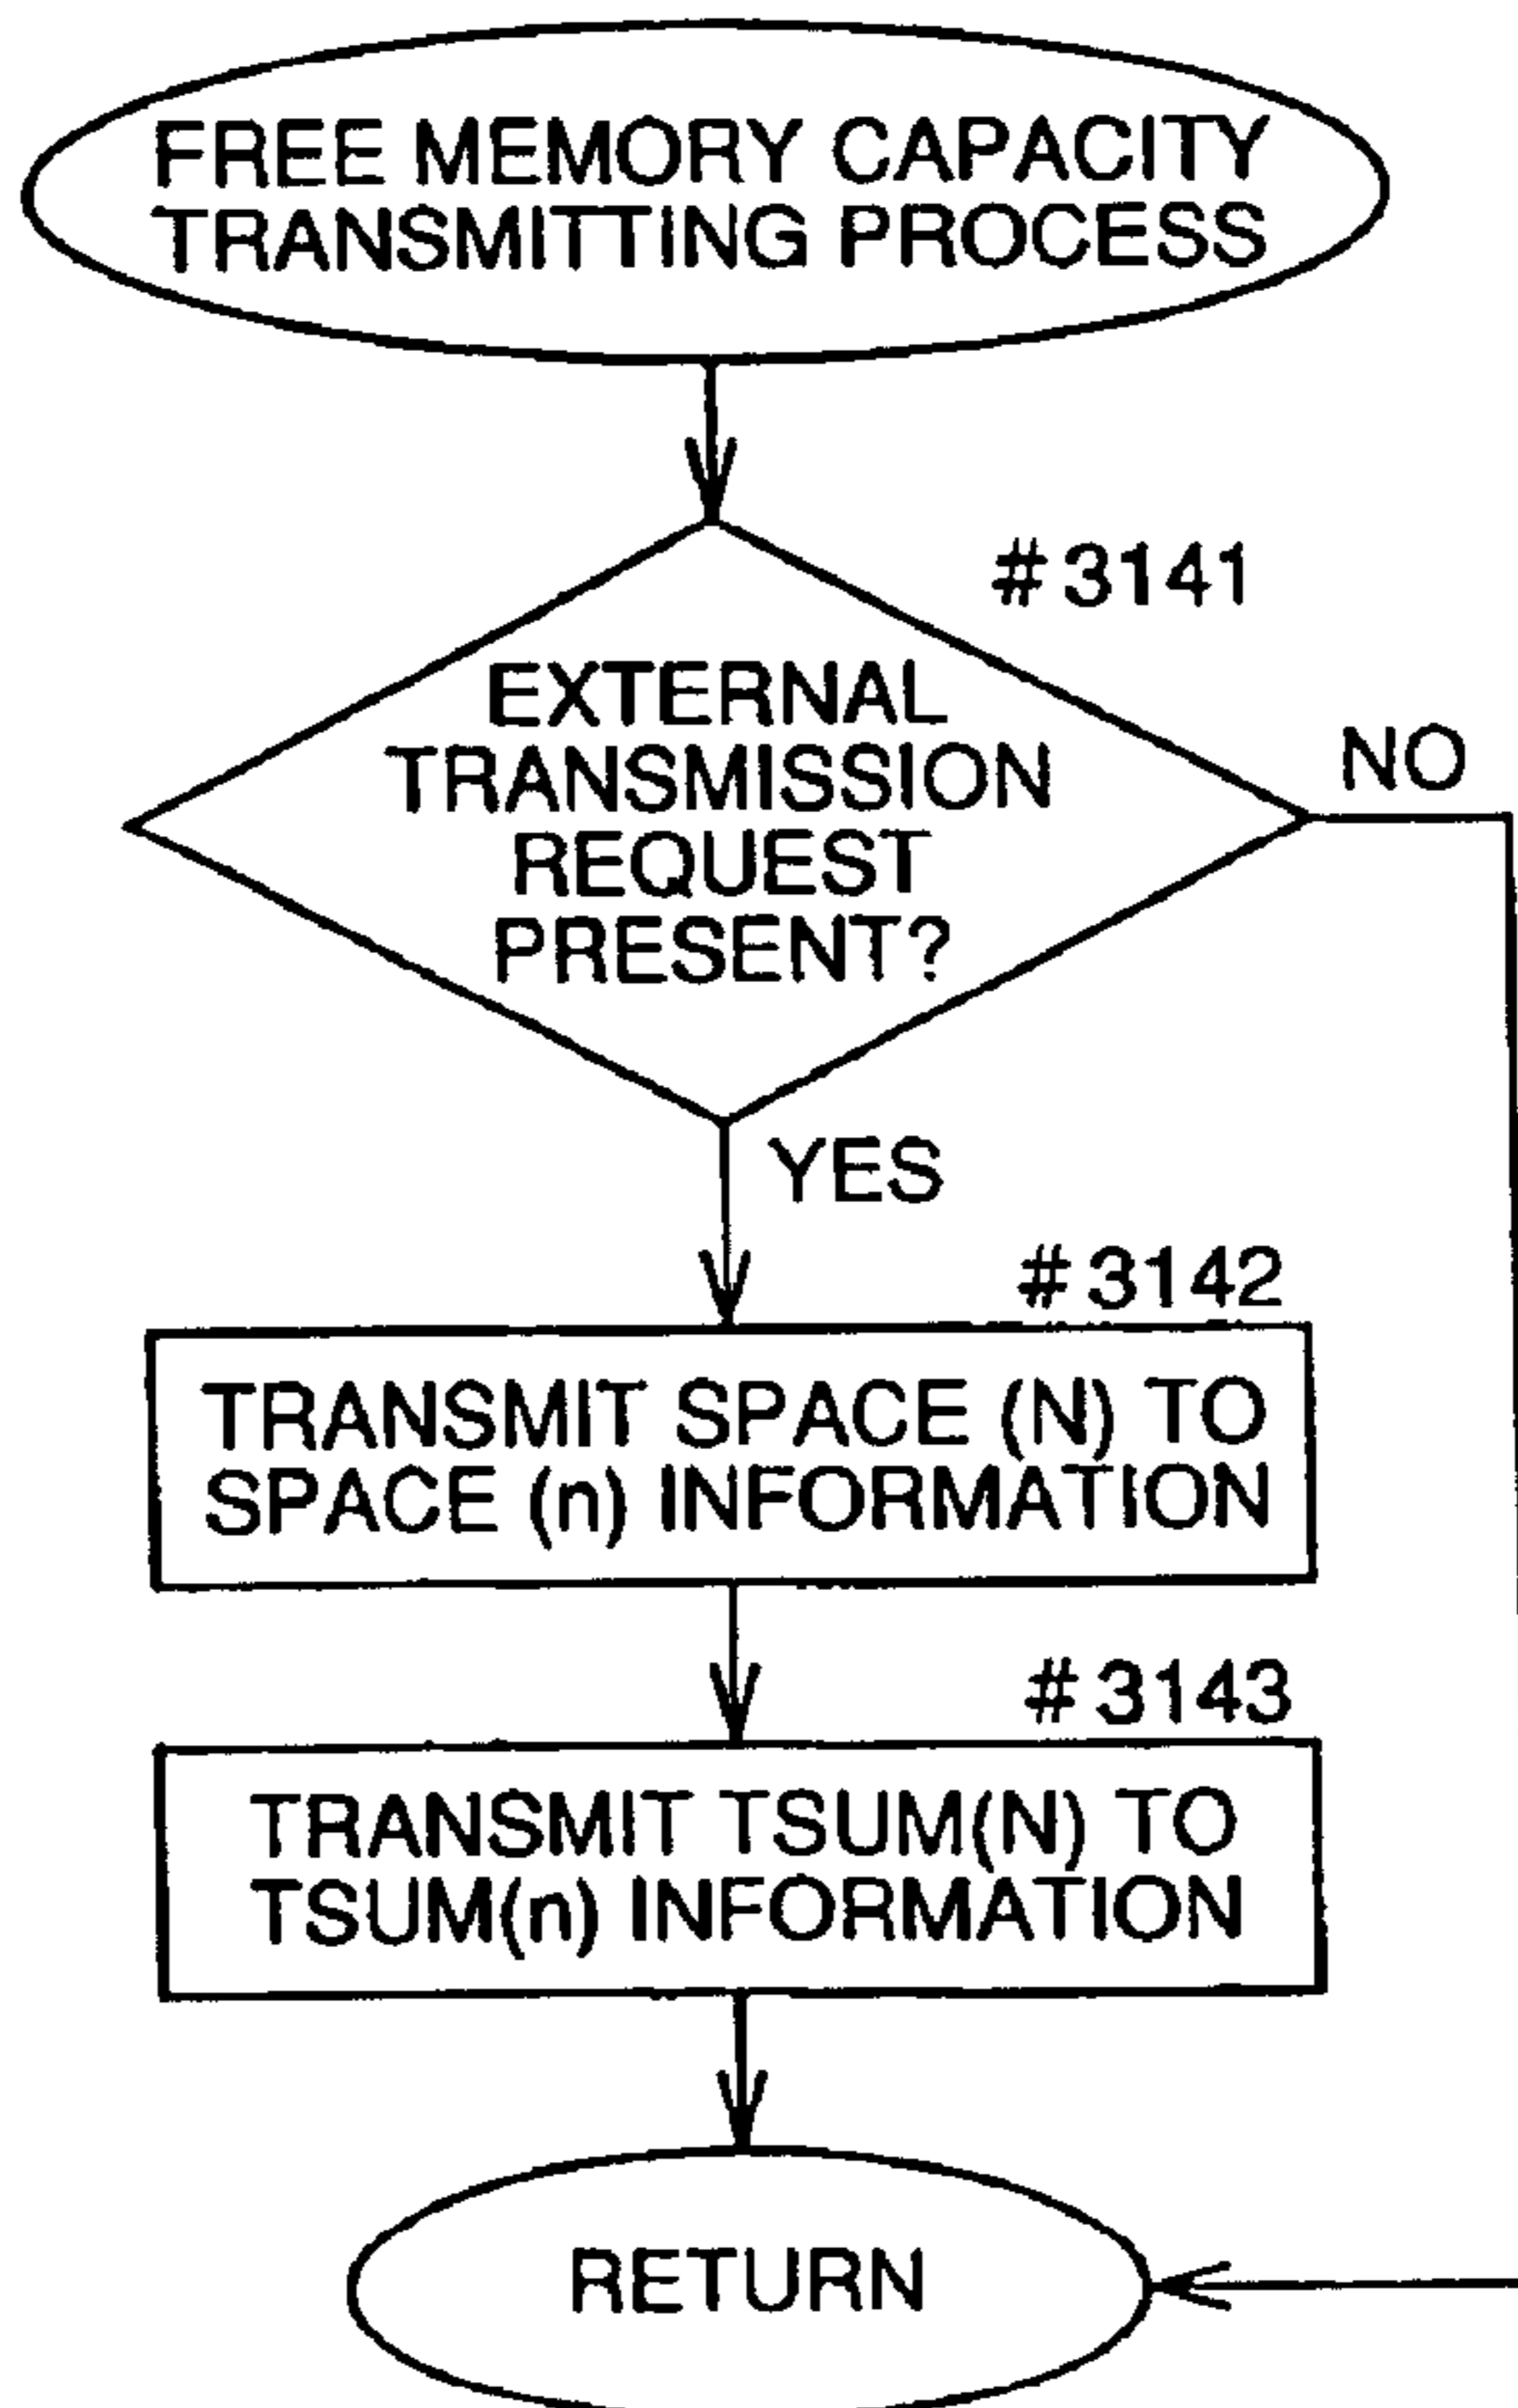 FREE MEMORY CAPACITY
TRANSMITTING PROCESS
#3141
EXTERNAL
TRANSMISSION
REQUEST
PRESENT?
NO
YES
#3142
TRANSMIT SPACE (N) TO
SPACE (n) INFORMATION
#3143
TRANSMIT TSUM(N) TO
TSUM(n) INFORMATION
RETURN